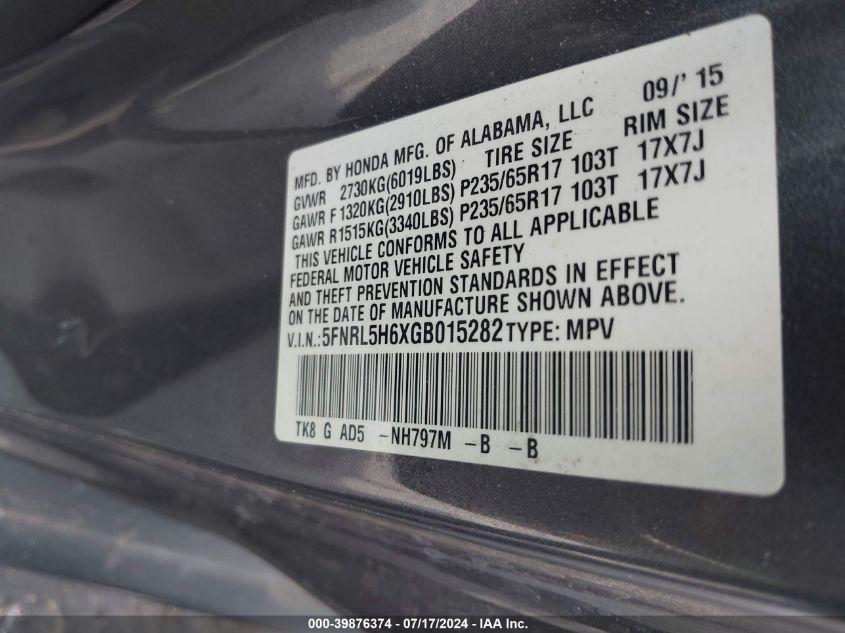 MFD. BY HONDA MFG. OF ALABAMA, LLC 09/' 15
GVWR 2730KG(6019LBS) TIRE SIZE RIM SIZE
GAWR F 1320KG(2910LBS) P235/65R17 103T 17X7J
GAWR R1515KG(3340LBS) P235/65R17 103T 17X7J
THIS VEHICLE CONFORMS TO ALL APPLICABLE
FEDERAL MOTOR VEHICLE SAFETY
AND THEFT PREVENTION STANDARDS IN EFFECT
ON THE DATE OF MANUFACTURE SHOWN ABOVE.
V.I.N.: 5FNRL5H6XGB015282 TYPE: MPV
TK8 G AD5 -NH797M -B -B
000-39876374 / 07/17/2024 - IAA Inc.